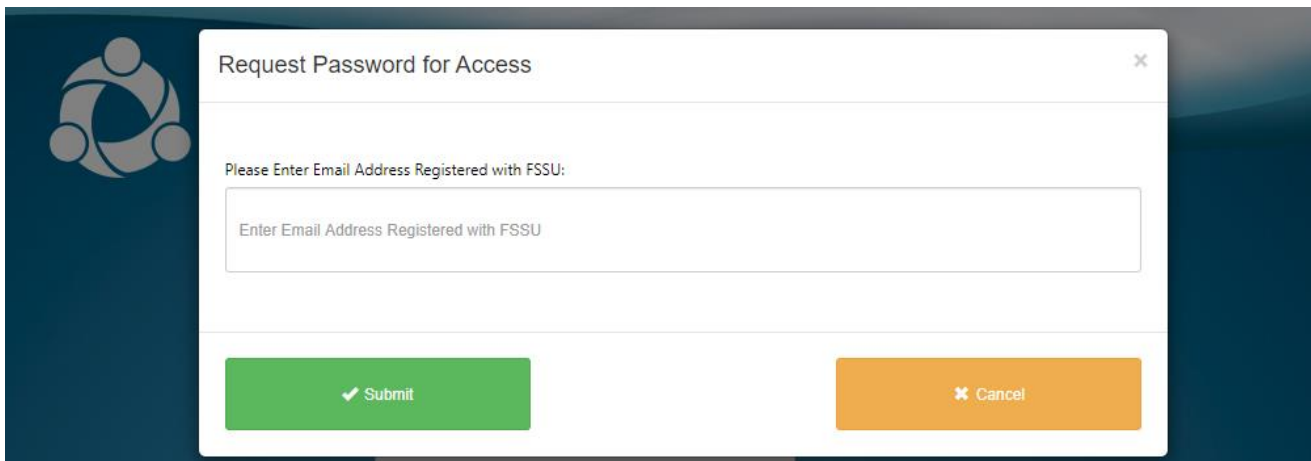 Request Password for Access
Please Enter Email Address Registered with FSSU:
Enter Email Address Registered with FSSU
Submit
Cancel